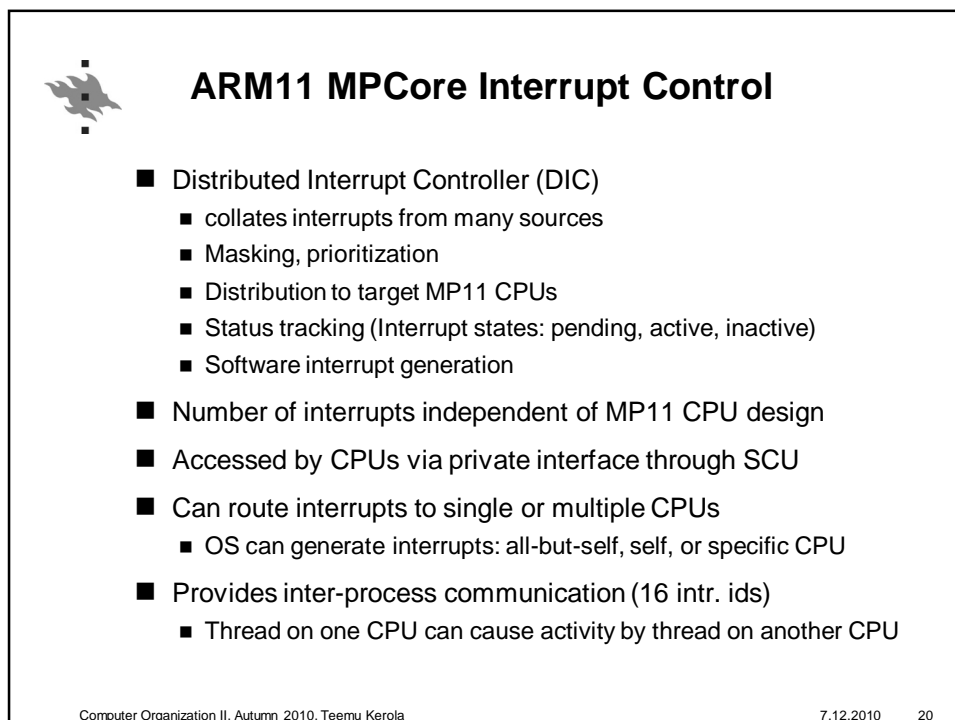 ARM11 MPCore Interrupt Control
■ Distributed Interrupt Controller (DIC)
■ collates interrupts from many sources
■ Masking, prioritization
■ Distribution to target MP11 CPUs
■ Status tracking (Interrupt states: pending, active, inactive)
■ Software interrupt generation
■ Number of interrupts independent of MP11 CPU design
■ Accessed by CPUs via private interface through SCU
■ Can route interrupts to single or multiple CPUs
■ OS can generate interrupts: all-but-self, self, or specific CPU
■ Provides inter-process communication (16 intr. ids)
■ Thread on one CPU can cause activity by thread on another CPU
Computer Organization II, Autumn 2010, Teemu Kerola 7.12.2010 20